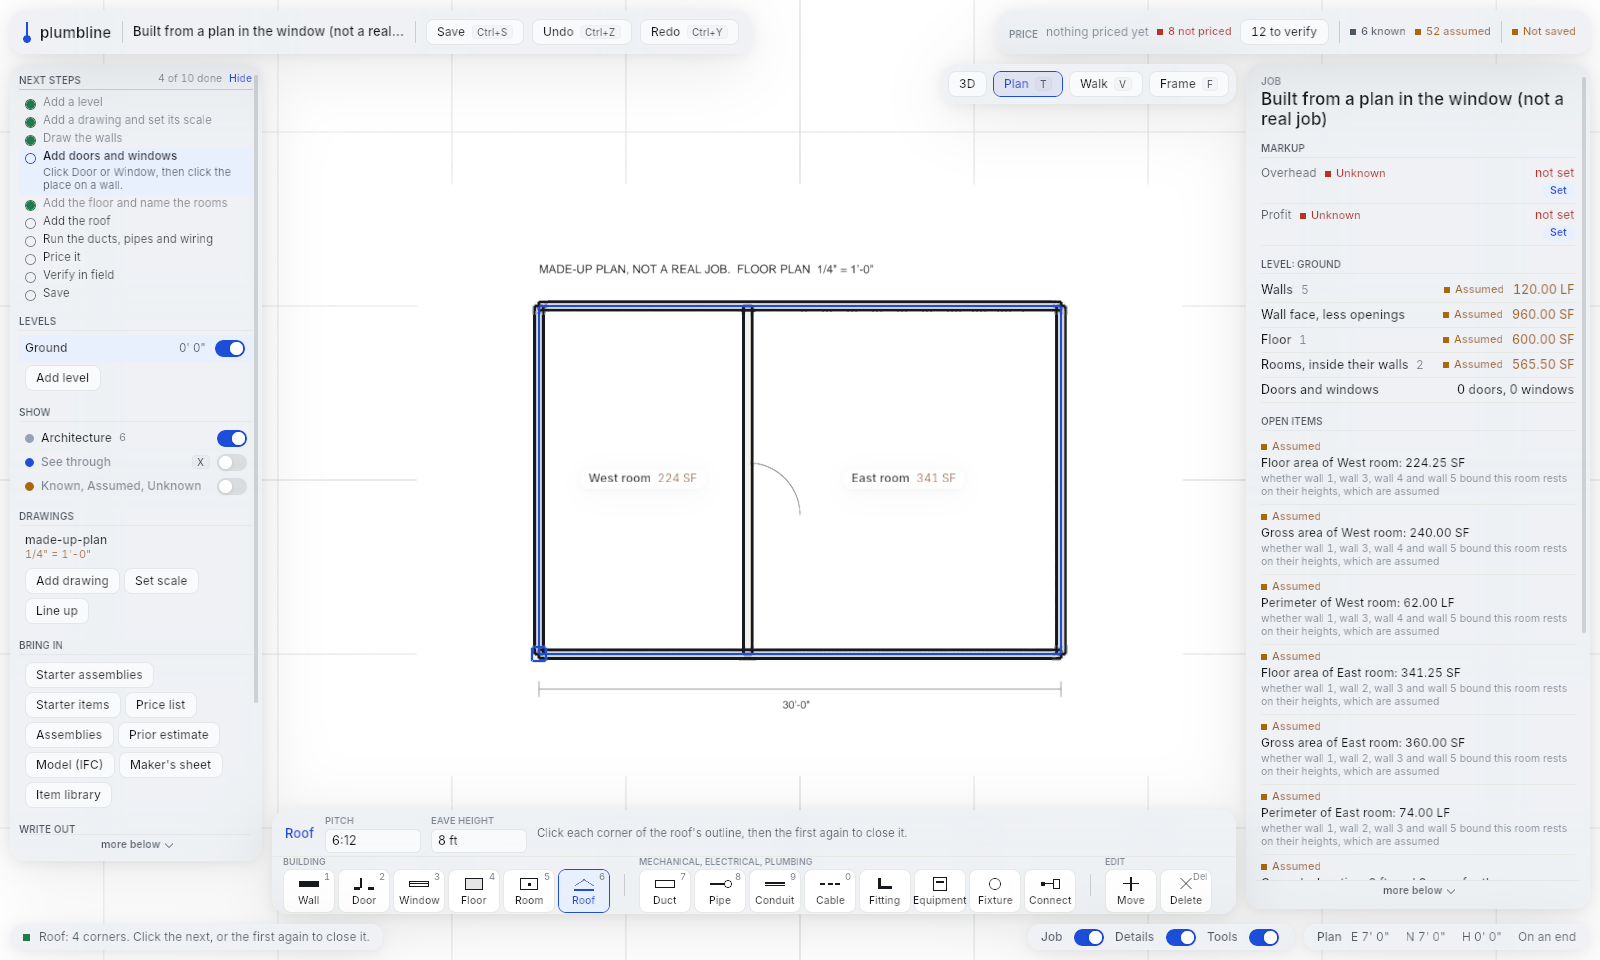 plumbline
Built from a plan in the window (not a real...
Save Ctrl+S
Undo Ctrl+Z
Redo Ctrl+Y
PRICE nothing priced yet 8 not priced 12 to verify 6 known 52 assumed Not saved
3D
Plan T
Walk V
Frame F
NEXT STEPS 4 of 10 done Hide
Add a level
Add a drawing and set its scale
Draw the walls
Add doors and windows
Click Door or Window, then click the
place on a wall.
Add the floor and name the rooms
Add the roof
Run the ducts, pipes and wiring
Price it
Verify in field
Save
LEVELS
Ground 0' 0"
Add level
SHOW
Architecture 6
See through X
Known, Assumed, Unknown
DRAWINGS
made-up-plan
1/4" = 1'-0"
Add drawing Set scale
Line up
BRING IN
Starter assemblies
Starter items Price list
Assemblies Prior estimate
Model (IFC) Maker's sheet
Item library
WRITE OUT
more below
MADE-UP PLAN, NOT A REAL JOB. FLOOR PLAN 1/4" = 1'-0"
West room 224 SF
East room 341 SF
30'-0"
JOB
Built from a plan in the window (not a
real job)
MARKUP
Overhead Unknown not set
Set
Profit Unknown not set
Set
LEVEL: GROUND
Walls 5 Assumed 120.00 LF
Wall face, less openings Assumed 960.00 SF
Floor 1 Assumed 600.00 SF
Rooms, inside their walls 2 Assumed 565.50 SF
Doors and windows 0 doors, 0 windows
OPEN ITEMS
Assumed
Floor area of West room: 224.25 SF
whether wall 1, wall 3, wall 4 and wall 5 bound this room rests
on their heights, which are assumed
Assumed
Gross area of West room: 240.00 SF
whether wall 1, wall 3, wall 4 and wall 5 bound this room rests
on their heights, which are assumed
Assumed
Perimeter of West room: 62.00 LF
whether wall 1, wall 3, wall 4 and wall 5 bound this room rests
on their heights, which are assumed
Assumed
Floor area of East room: 341.25 SF
whether wall 1, wall 2, wall 3 and wall 5 bound this room rests
on their heights, which are assumed
Assumed
Gross area of East room: 360.00 SF
whether wall 1, wall 2, wall 3 and wall 5 bound this room rests
on their heights, which are assumed
Assumed
Perimeter of East room: 74.00 LF
whether wall 1, wall 2, wall 3 and wall 5 bound this room rests
on their heights, which are assumed
Assumed
more below
Roof
PITCH
6:12
EAVE HEIGHT
8 ft
Click each corner of the roof's outline, then the first again to close it.
BUILDING
Wall 1
Door 2
Window 3
Floor 4
Room 5
Roof 6
MECHANICAL, ELECTRICAL, PLUMBING
Duct 7
Pipe 8
Conduit 9
Cable 0
Fitting
Equipment
Fixture
Connect
EDIT
Move
Delete Del
Roof: 4 corners. Click the next, or the first again to close it.
Job Details Tools
Plan E 7' 0" N 7' 0" H 0' 0" On an end